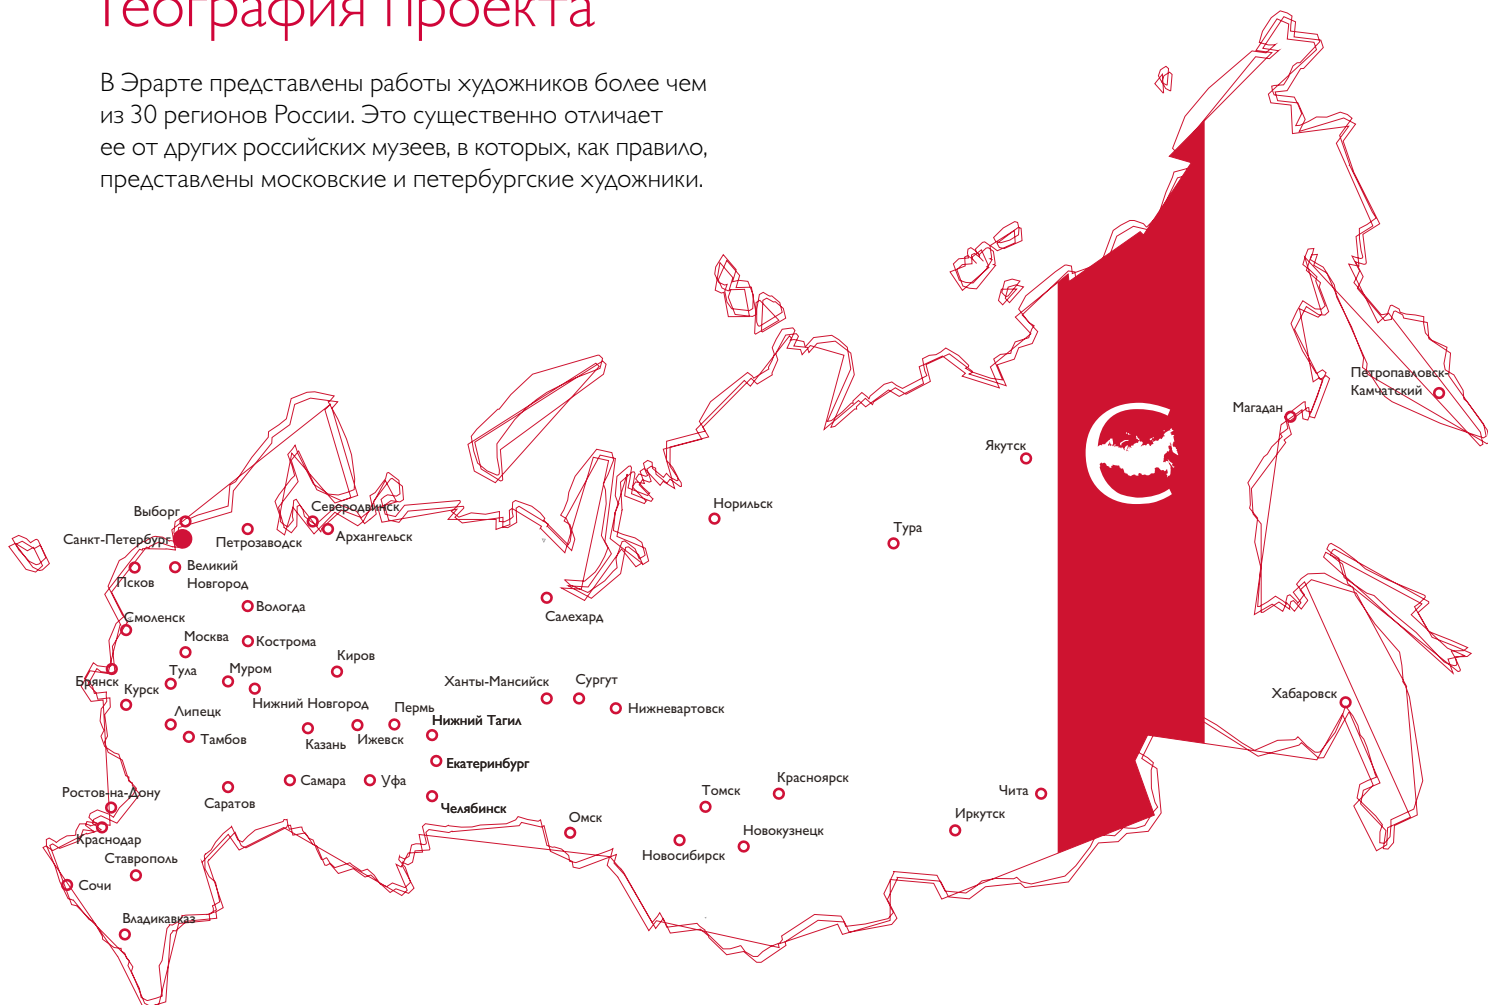 География проекта
В Эрарте представлены работы художников более чем
из 30 регионов России. Это существенно отличает
ее от других российских музеев, в которых, как правило,
представлены московские и петербургские художники.
Петропавловск-
Камчатский
Магадан
Якутск
Норильск
Тура
Выборг
Северодвинск
Санкт-Петербург
Петрозаводск
Архангельск
Псков
Великий
Новгород
Вологда
Салехард
Смоленск
Москва
Кострома
Киров
Тула
Муром
Брянск
Курск
Нижний Новгород
Ханты-Мансийск
Сургут
Нижневартовск
Хабаровск
Липецк
Тамбов
Казань
Ижевск
Пермь
Нижний Тагил
Екатеринбург
Самара
Уфа
Челябинск
Саратов
Ростов-на-Дону
Краснодар
Ставрополь
Сочи
Владикавказ
Омск
Томск
Красноярск
Новосибирск
Новокузнецк
Чита
Иркутск